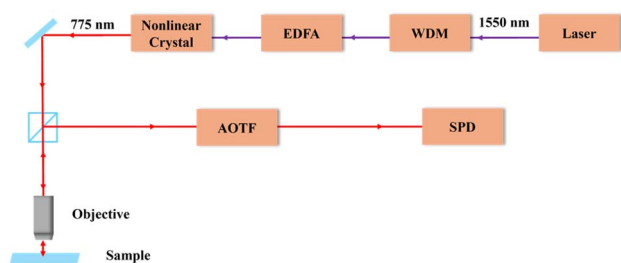 775 nm
Nonlinear
Crystal
EDFA
WDM
1550 nm
Laser
AOTF
SPD
Objective
Sample